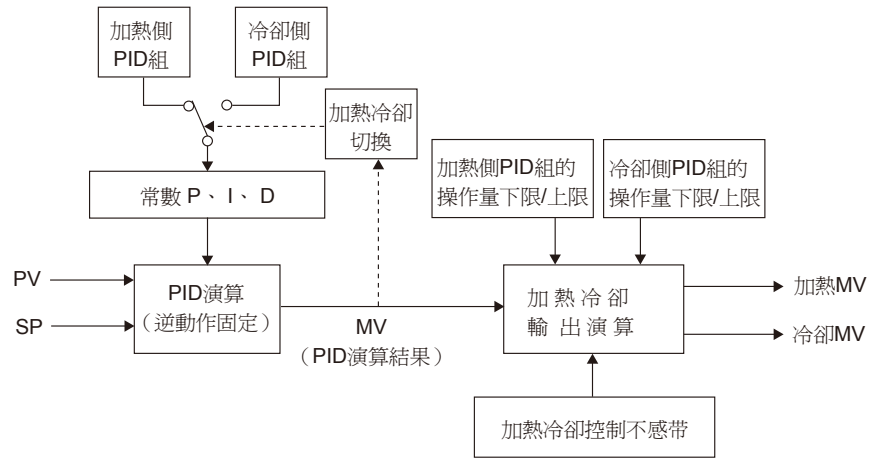 加熱側
PID組
冷卻側
PID組
加熱冷卻
切換
加熱側PID組的
操作量下限/上限
冷卻側PID組的
操作量下限/上限
常數 P、 I、 D
PV
SP
PID演算
（逆動作固定）
MV
（PID演算結果）
加熱冷卻
輸出演算
加熱MV
冷卻MV
加熱冷卻控制不感帶